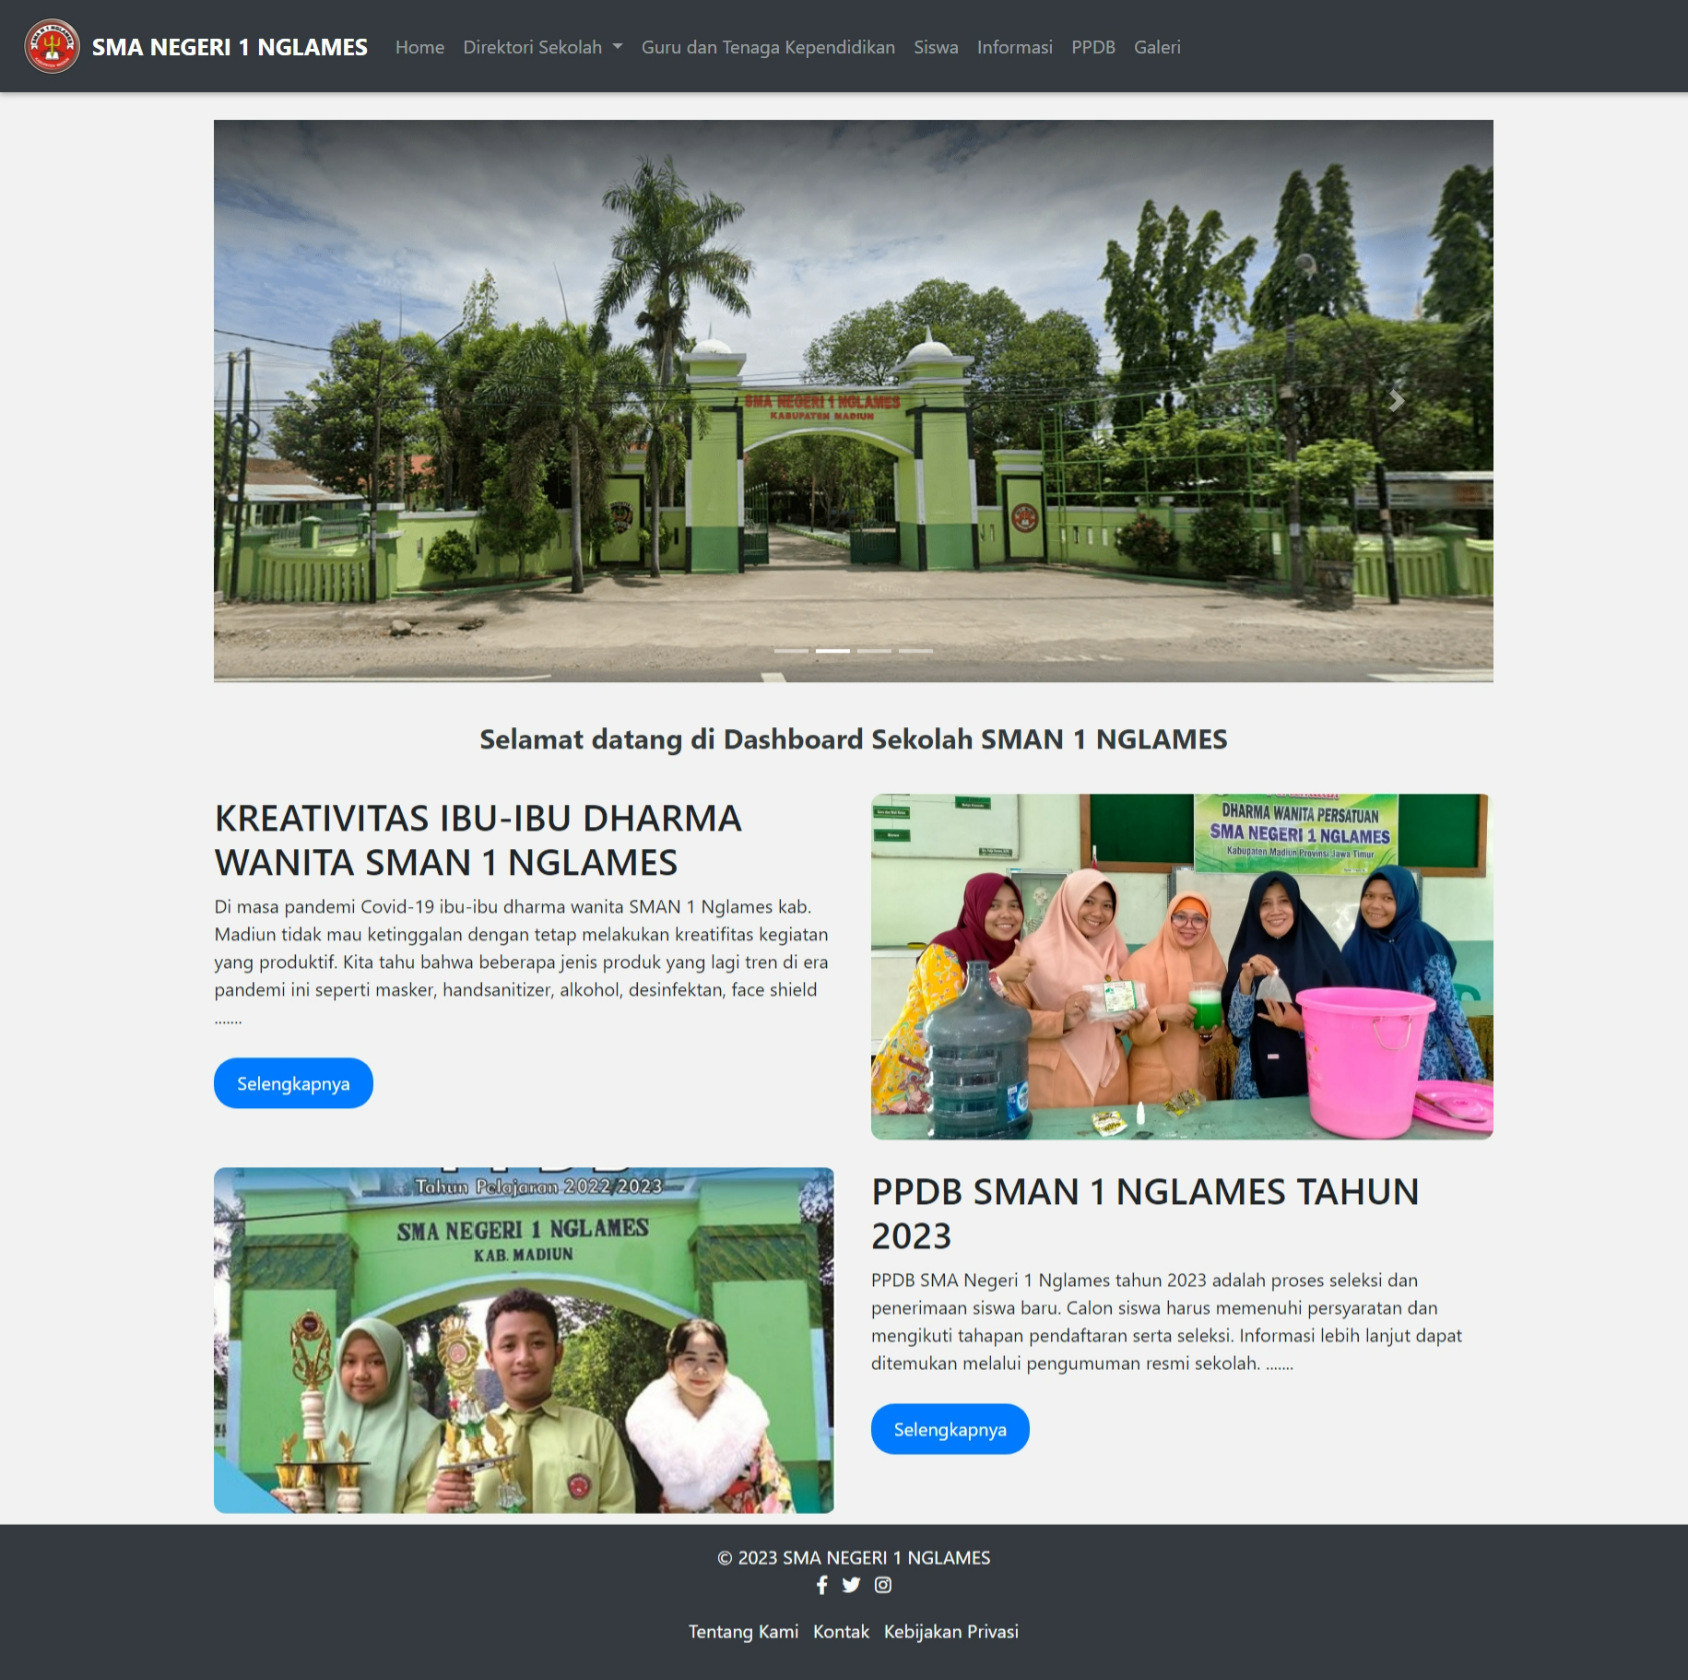 SMA NEGERI 1 NGLAMES
Home Direktori Sekolah Guru dan Tenaga Kependidikan Siswa Informasi PPDB Galeri
SMA NEGERI 1 NGLAMES
KABUPATEN MADIUN
Selamat datang di Dashboard Sekolah SMAN 1 NGLAMES
KREATIVITAS IBU-IBU DHARMA
WANITA SMAN 1 NGLAMES
Di masa pandemi Covid-19 ibu-ibu dharma wanita SMAN 1 Nglames kab.
Madiun tidak mau ketinggalan dengan tetap melakukan kreatifitas kegiatan
yang produktif. Kita tahu bahwa beberapa jenis produk yang lagi tren di era
pandemi ini seperti masker, handsanitizer, alkohol, desinfektan, face shield
.......
Selengkapnya
DHARMA WANITA PERSATUAN
SMA NEGERI 1 NGLAMES
Kabupaten Madiun Provinsi Jawa Timur
Tahun Pelajaran 2022/2023
SMA NEGERI 1 NGLAMES
KAB. MADIUN
PPDB SMAN 1 NGLAMES TAHUN
2023
PPDB SMA Negeri 1 Nglames tahun 2023 adalah proses seleksi dan
penerimaan siswa baru. Calon siswa harus memenuhi persyaratan dan
mengikuti tahapan pendaftaran serta seleksi. Informasi lebih lanjut dapat
ditemukan melalui pengumuman resmi sekolah. .......
Selengkapnya
© 2023 SMA NEGERI 1 NGLAMES
Tentang Kami Kontak Kebijakan Privasi